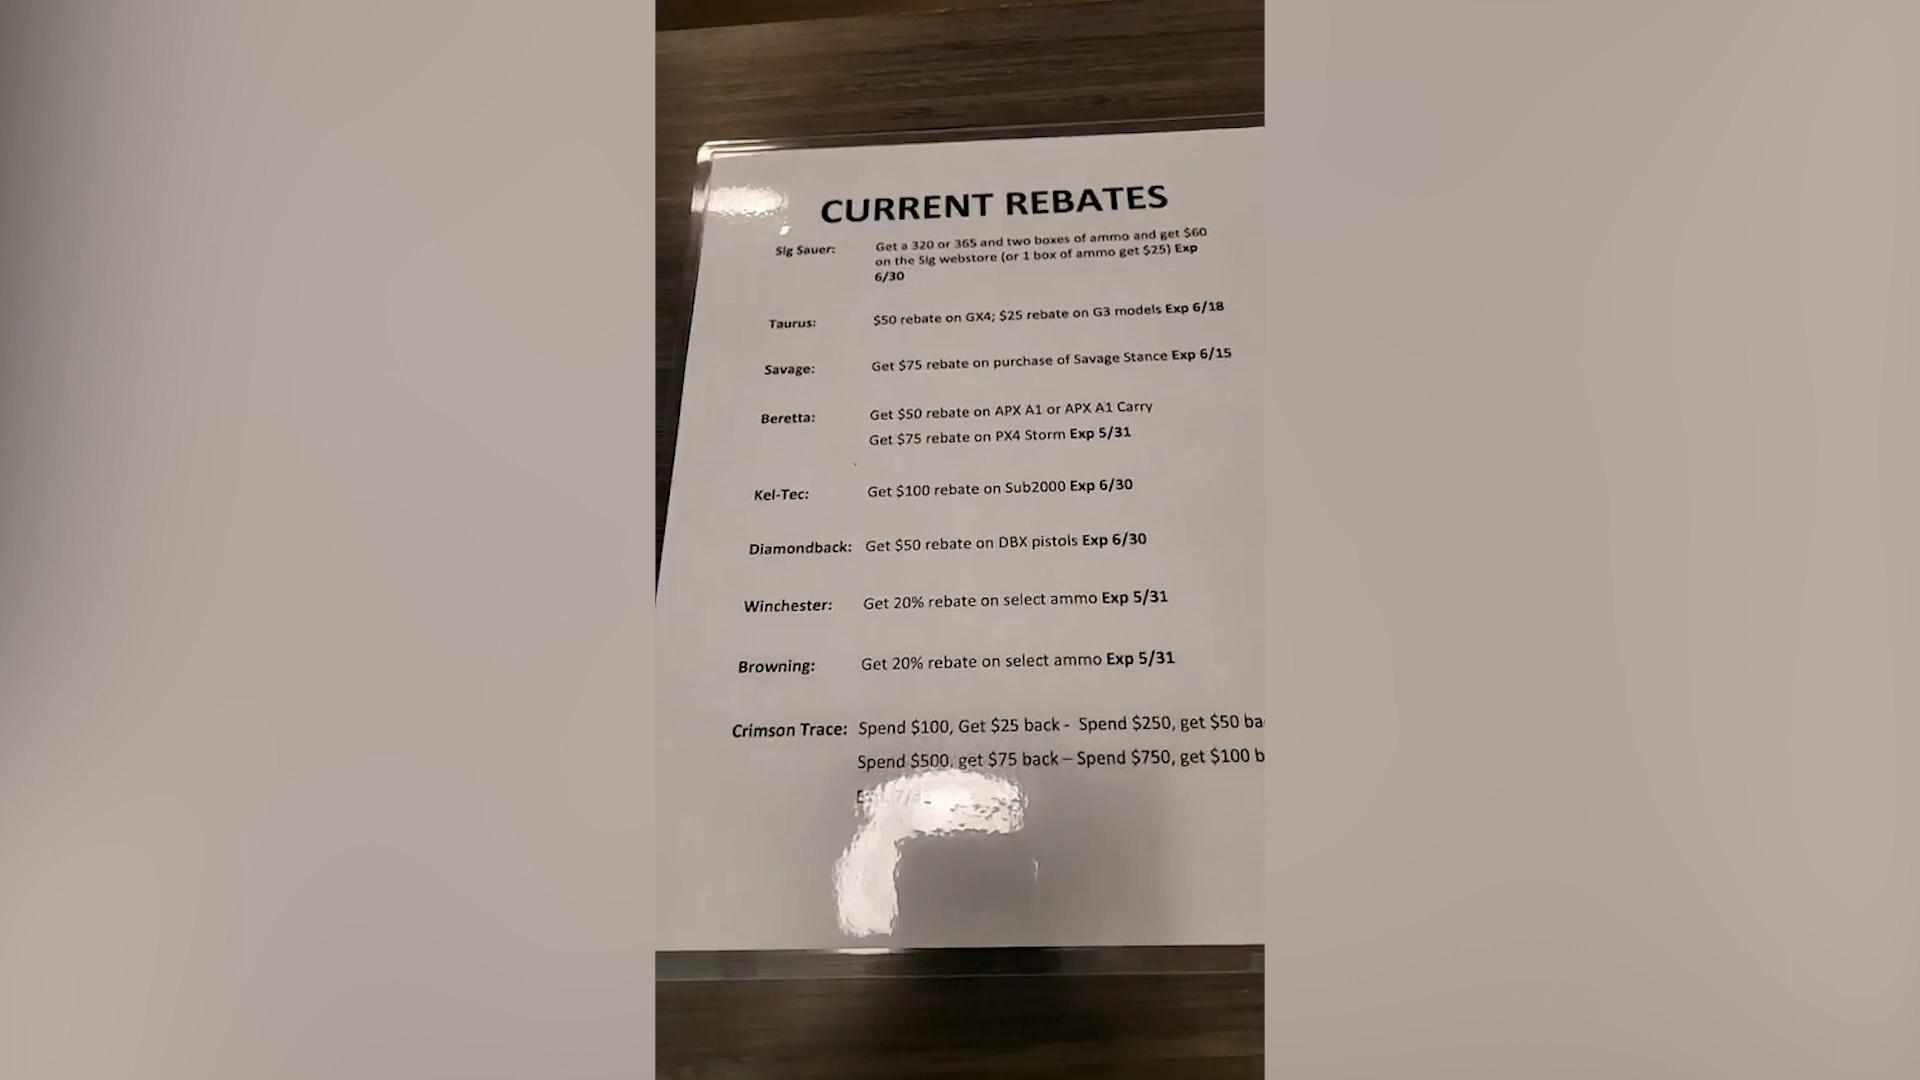 CURRENT REBATES
Sig Sauer: Get a 320 or 365 and two boxes of ammo and get $60
on the Sig webstore (or 1 box of ammo get $25) Exp
6/30
Taurus: $50 rebate on GX4; $25 rebate on G3 models Exp 6/18
Savage: Get $75 rebate on purchase of Savage Stance Exp 6/15
Beretta: Get $50 rebate on APX A1 or APX A1 Carry
Get $75 rebate on PX4 Storm Exp 5/31
Kel-Tec: Get $100 rebate on Sub2000 Exp 6/30
Diamondback: Get $50 rebate on DBX pistols Exp 6/30
Winchester: Get 20% rebate on select ammo Exp 5/31
Browning: Get 20% rebate on select ammo Exp 5/31
Crimson Trace: Spend $100, Get $25 back - Spend $250, get $50 ba
Spend $500, get $75 back – Spend $750, get $100 b